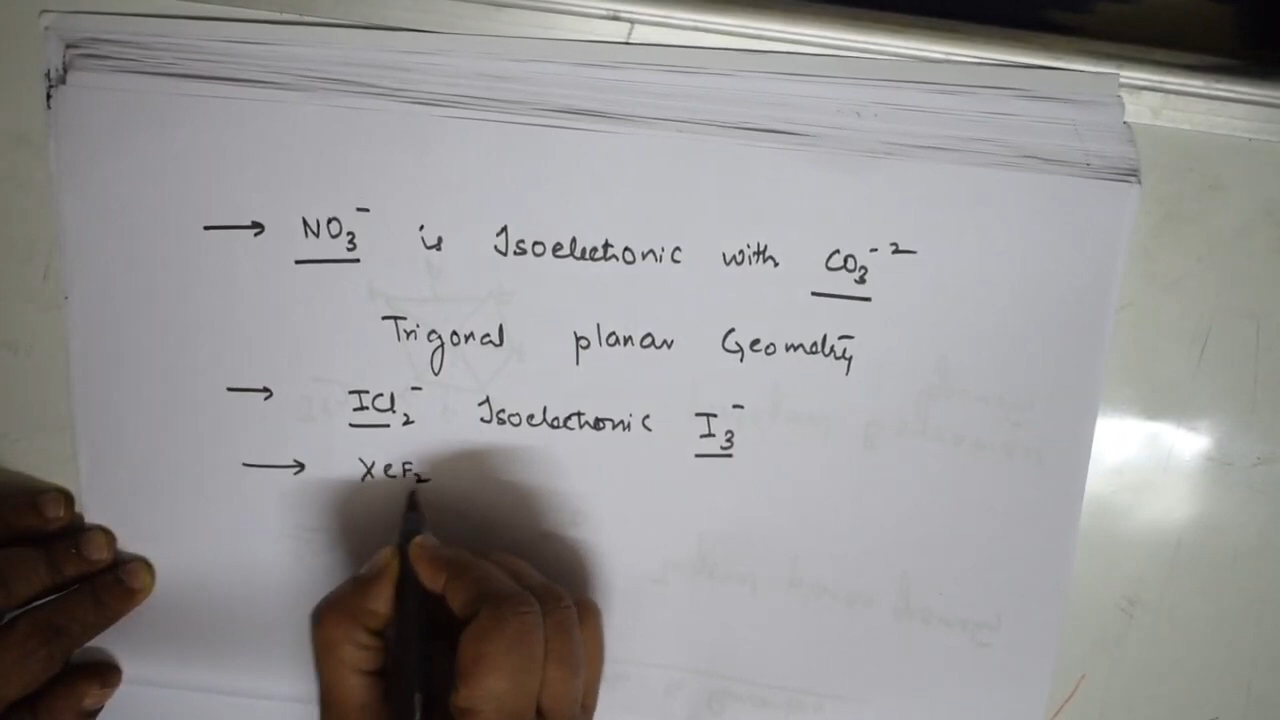 → NO₃⁻ is Isoelectronic with CO₃⁻²
Trigonal planar Geometry
→ ICl₂⁻ Isoelectronic I₃⁻
→ XeF₂